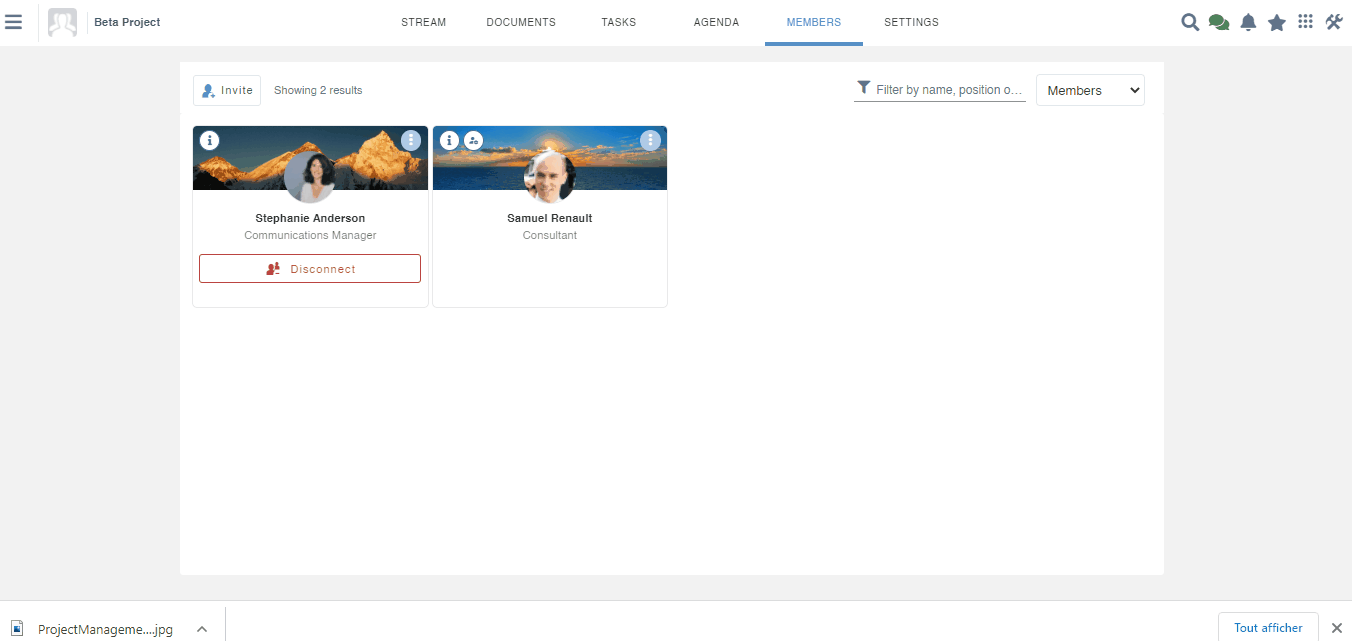 Beta Project
STREAM
DOCUMENTS
TASKS
AGENDA
MEMBERS
SETTINGS
Invite
Showing 2 results
Filter by name, position o...
Members
Stephanie Anderson
Communications Manager
Disconnect
Samuel Renault
Consultant
ProjectManageme....jpg
Tout afficher